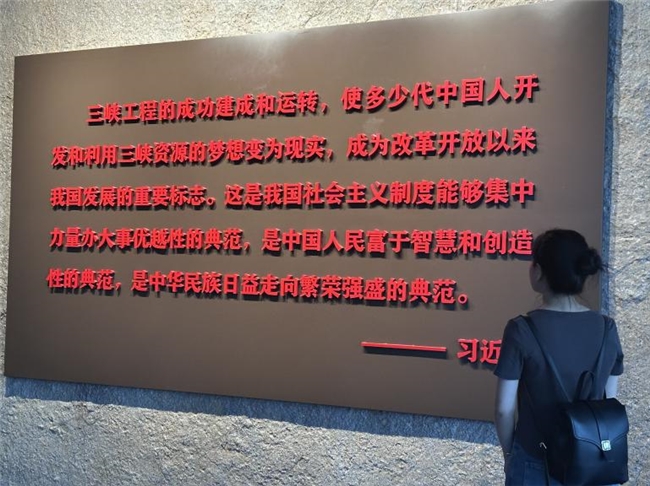 三峡工程的成功建成和运转，使多少代中国人开
发和利用三峡资源的梦想变为现实，成为改革开放以来
我国发展的重要标志。这是我国社会主义制度能够集中
力量办大事优越性的典范，是中国人民富于智慧和创造
性的典范，是中华民族日益走向繁荣强盛的典范。
——习近